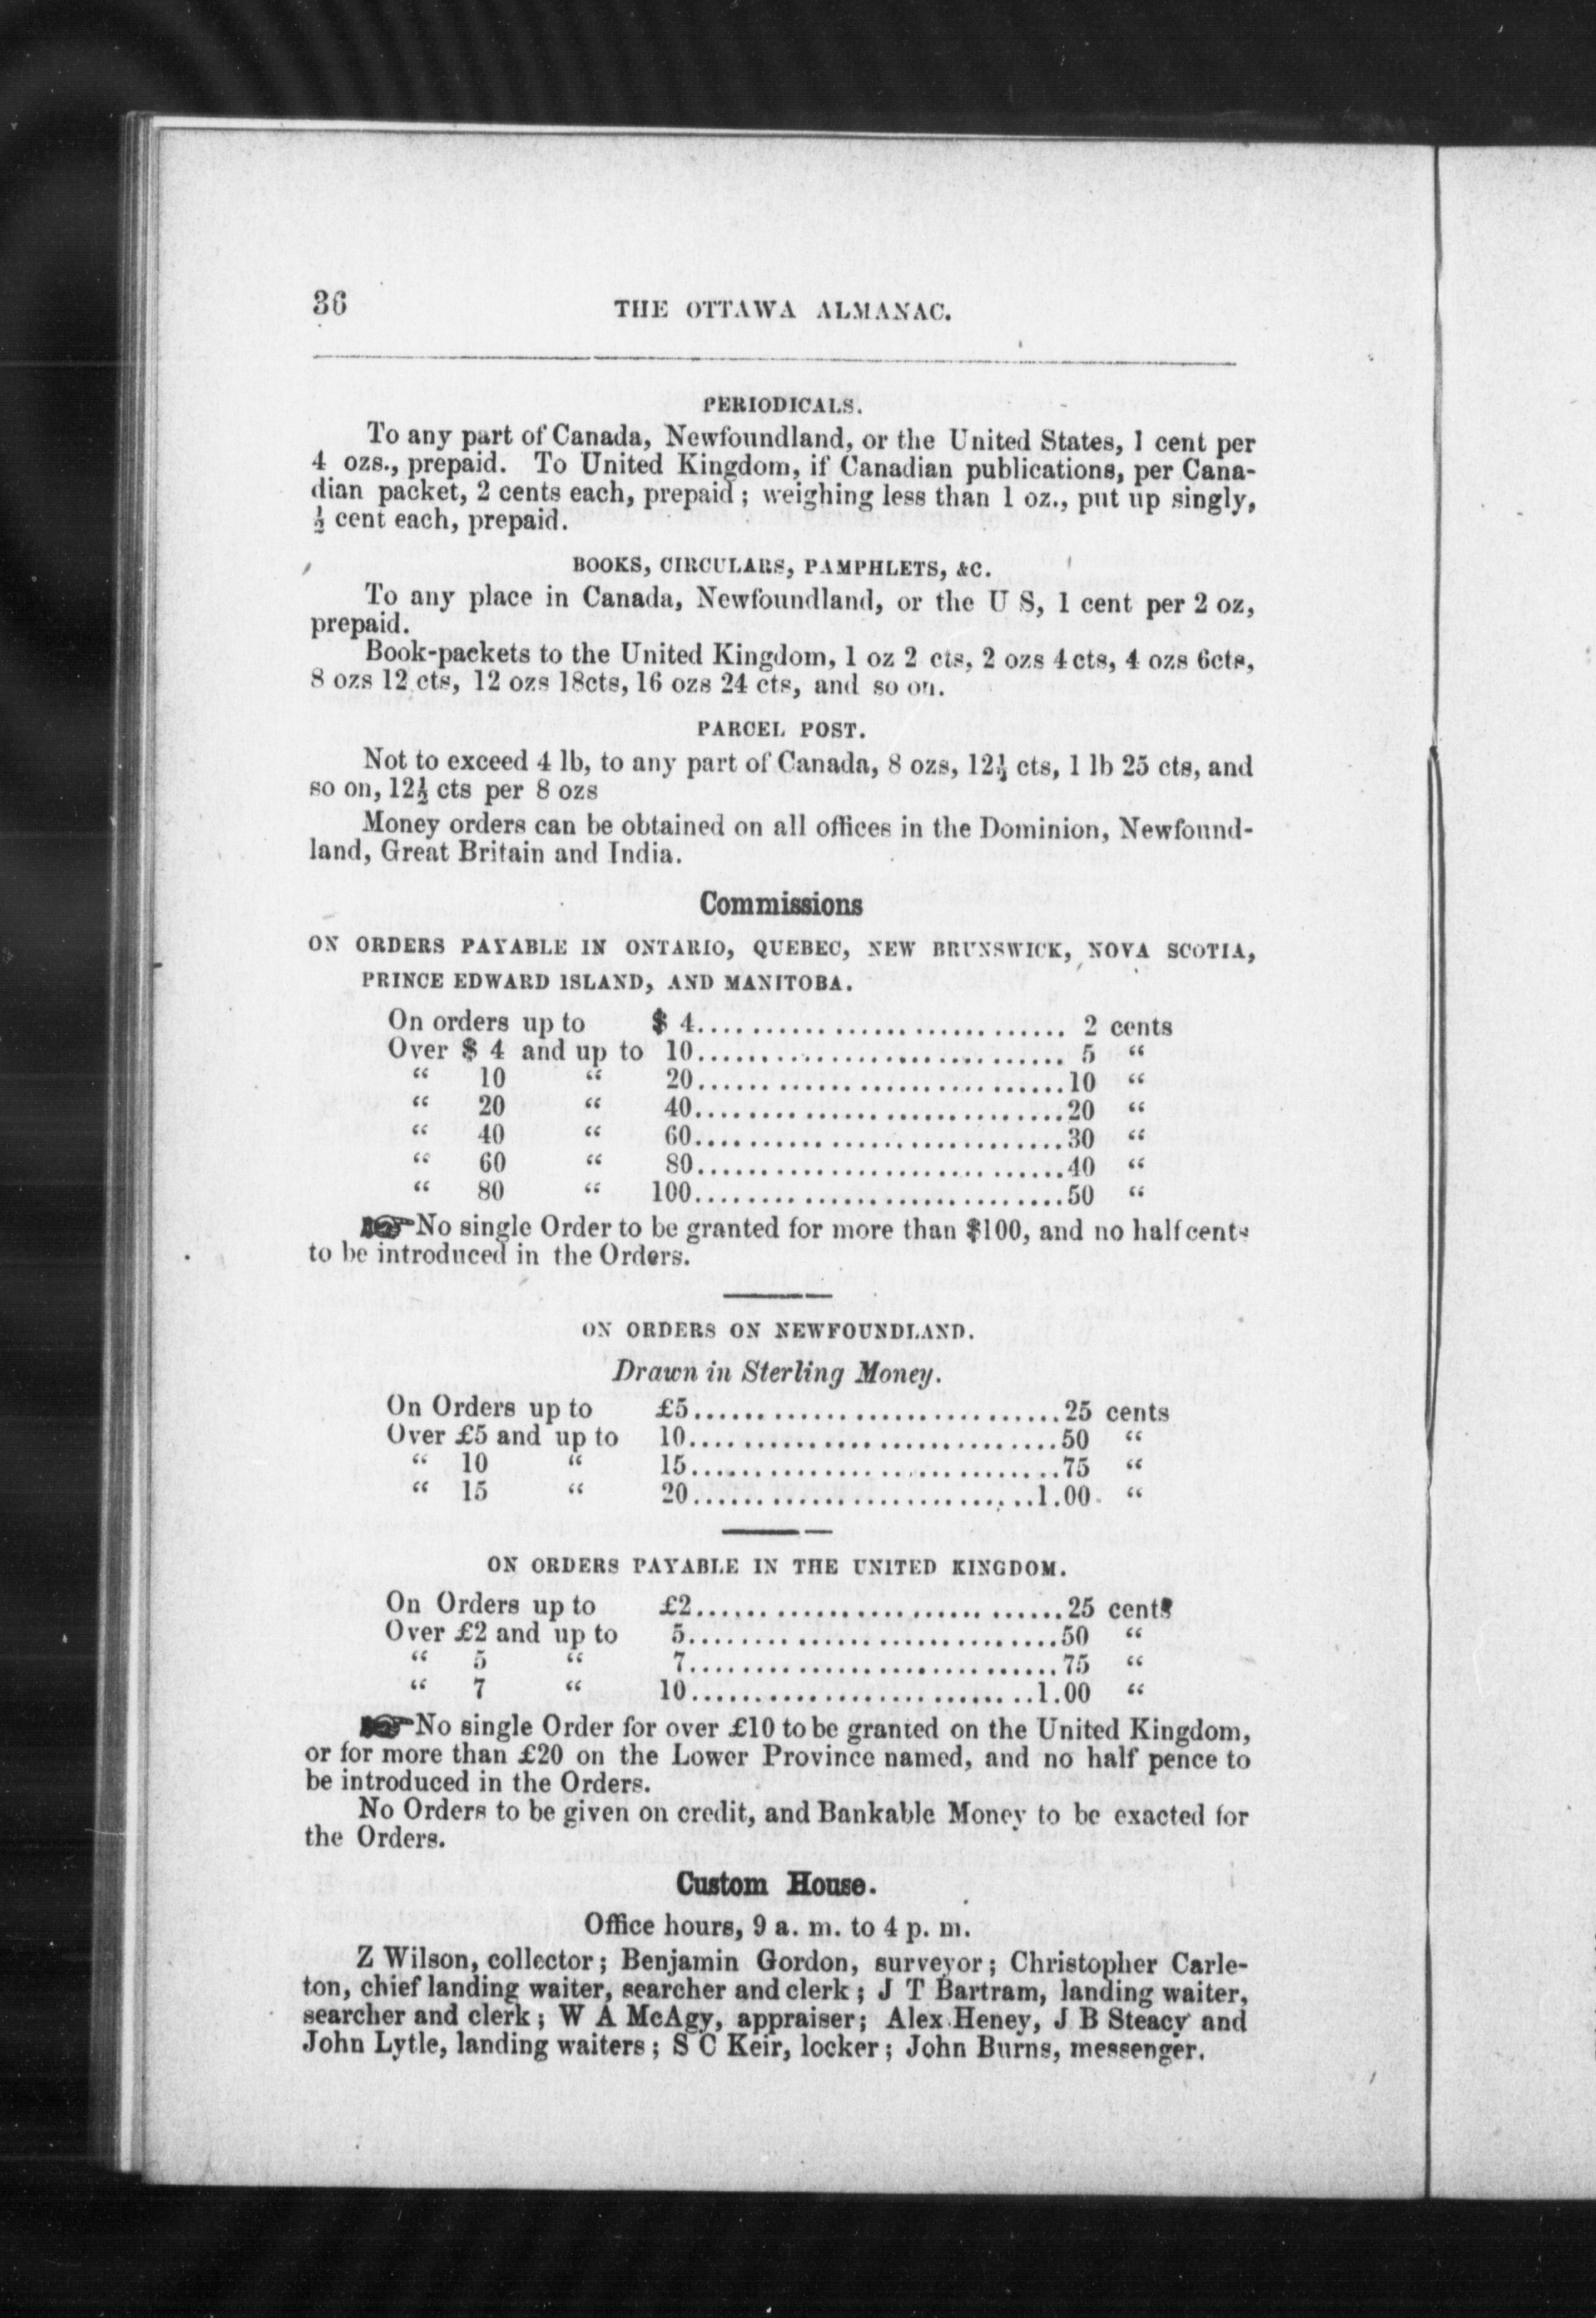 36 THE OTTAWA ALMANAC.
PERIODICALS.
To any part of Canada, Newfoundland, or the United States, 1 cent per
4 ozs., prepaid. To United Kingdom, if Canadian publications, per Cana-
dian packet, 2 cents each, prepaid; weighing less than 1 oz., put up singly,
½ cent each, prepaid.
BOOKS, CIRCULARS, PAMPHLETS, &C.
To any place in Canada, Newfoundland, or the U S, 1 cent per 2 oz,
prepaid.
Book-packets to the United Kingdom, 1 oz 2 cts, 2 ozs 4cts, 4 ozs 6cts,
8 ozs 12 cts, 12 ozs 18cts, 16 ozs 24 cts, and so on.
PARCEL POST.
Not to exceed 4 lb, to any part of Canada, 8 ozs, 12½ cts, 1 lb 25 cts, and
so on, 12½ cts per 8 ozs
Money orders can be obtained on all offices in the Dominion, Newfound-
land, Great Britain and India.
Commissions
ON ORDERS PAYABLE IN ONTARIO, QUEBEC, NEW BRUNSWICK, NOVA SCOTIA,
PRINCE EDWARD ISLAND, AND MANITOBA.
On orders up to $ 4.............................. 2 cents
Over $ 4 and up to 10.............................. 5 “
“ 10 “ 20..............................10 “
“ 20 “ 40..............................20 “
“ 40 “ 60..............................30 “
“ 60 “ 80..............................40 “
“ 80 “ 100..............................50 “
☞No single Order to be granted for more than $100, and no half cents
to be introduced in the Orders.
ON ORDERS ON NEWFOUNDLAND.
Drawn in Sterling Money.
On Orders up to £5..............................25 cents
Over £5 and up to 10..............................50 “
“ 10 “ 15..............................75 “
“ 15 “ 20............................1.00 “
ON ORDERS PAYABLE IN THE UNITED KINGDOM.
On Orders up to £2..............................25 cents
Over £2 and up to 5..............................50 “
“ 5 “ 7..............................75 “
“ 7 “ 10............................1.00 “
☞No single Order for over £10 to be granted on the United Kingdom,
or for more than £20 on the Lower Province named, and no half pence to
be introduced in the Orders.
No Orders to be given on credit, and Bankable Money to be exacted for
the Orders.
Custom House.
Office hours, 9 a. m. to 4 p. m.
Z Wilson, collector; Benjamin Gordon, surveyor; Christopher Carle-
ton, chief landing waiter, searcher and clerk; J T Bartram, landing waiter,
searcher and clerk; W A McAgy, appraiser; Alex Heney, J B Steacy and
John Lytle, landing waiters; S C Keir, locker; John Burns, messenger.